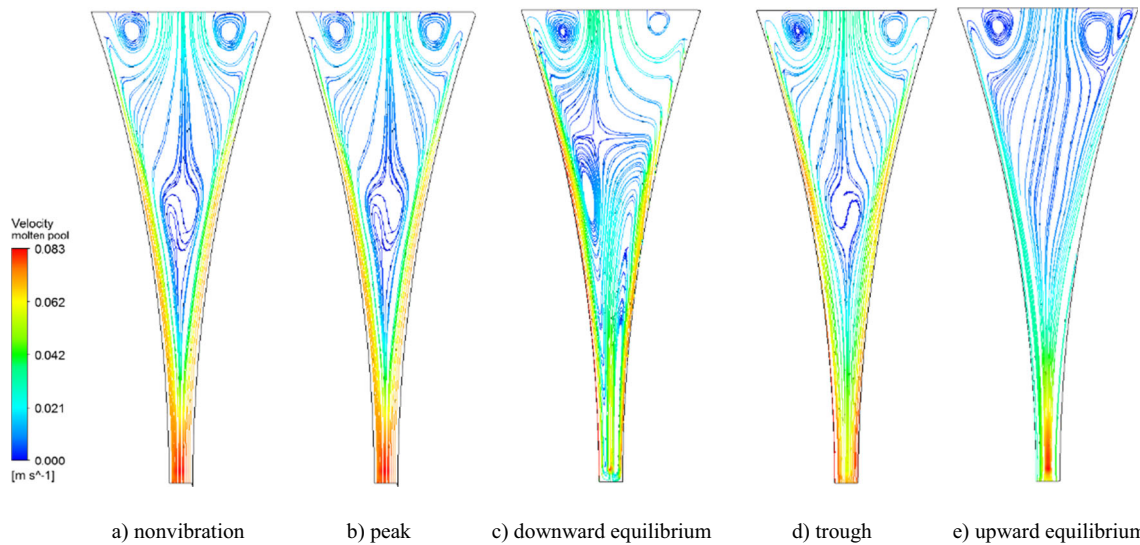 Velocity
molten pool
0.083
0.062
0.042
0.021
0.000
[m s^-1]
a) nonvibration
b) peak
c) downward equilibrium
d) trough
e) upward equilibrium